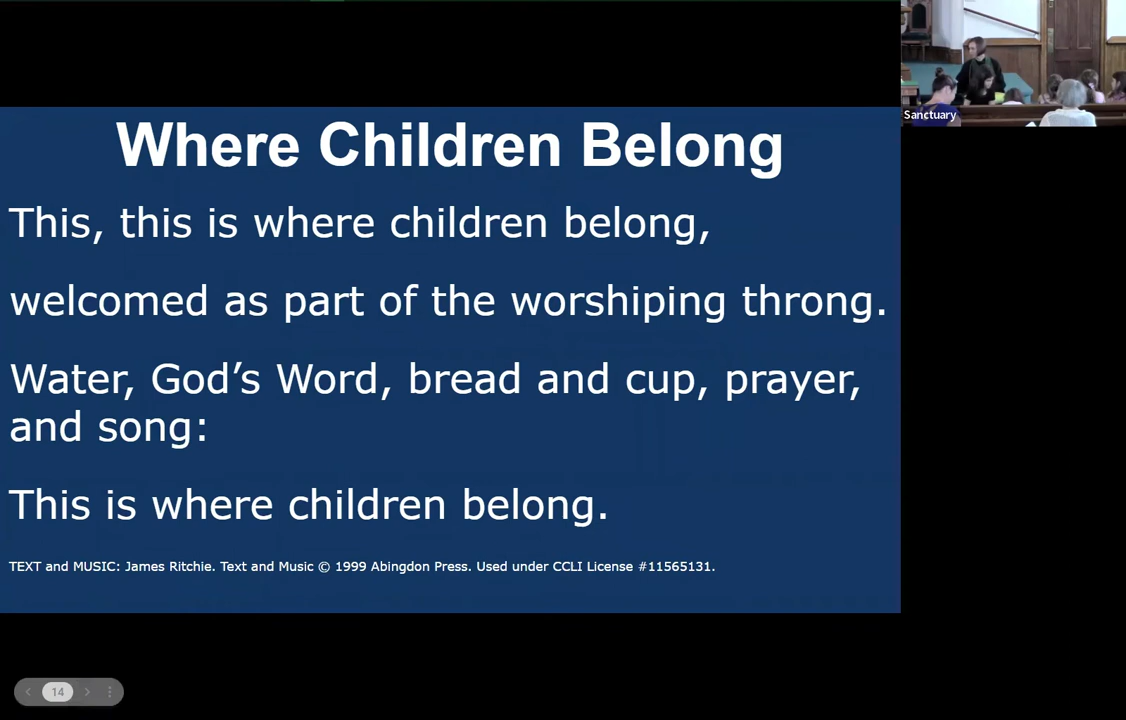 Where Children Belong
This, this is where children belong,
welcomed as part of the worshiping throng.
Water, God’s Word, bread and cup, prayer,
and song:
This is where children belong.
TEXT and MUSIC: James Ritchie. Text and Music © 1999 Abingdon Press. Used under CCLI License #11565131.
Sanctuary
14